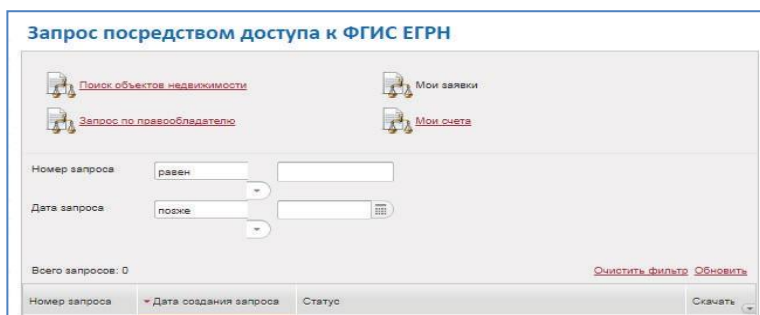 Запрос посредством доступа к ФГИС ЕГРН
Поиск объектов недвижимости
Мои заявки
Запрос по правообладателю
Мои счета
Номер запроса равен
Дата запроса позже
Всего запросов: 0 Очистить фильтр Обновить
Номер запроса Дата создания запроса Статус Скачать